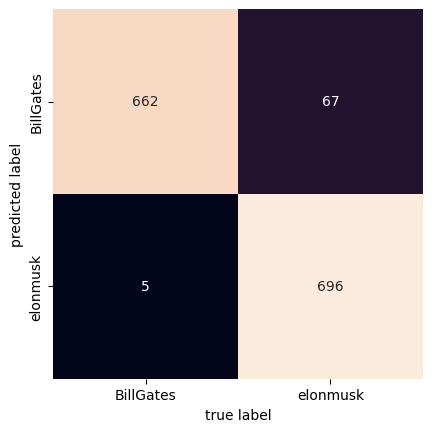 BillGates
662
67
predicted label
elonmusk
5
696
BillGates
elonmusk
true label